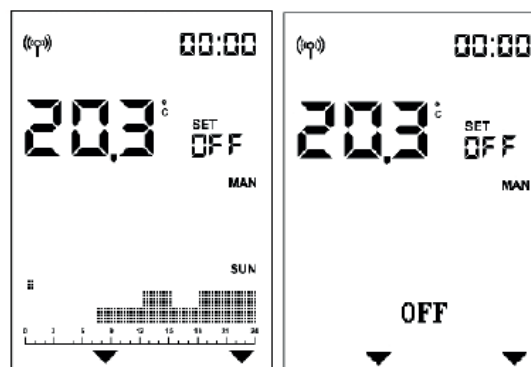 00:00
20.3 °C
SET
OFF
MAN
SUN
0 3 6 9 12 15 18 21 24
00:00
20.3 °C
SET
OFF
MAN
OFF